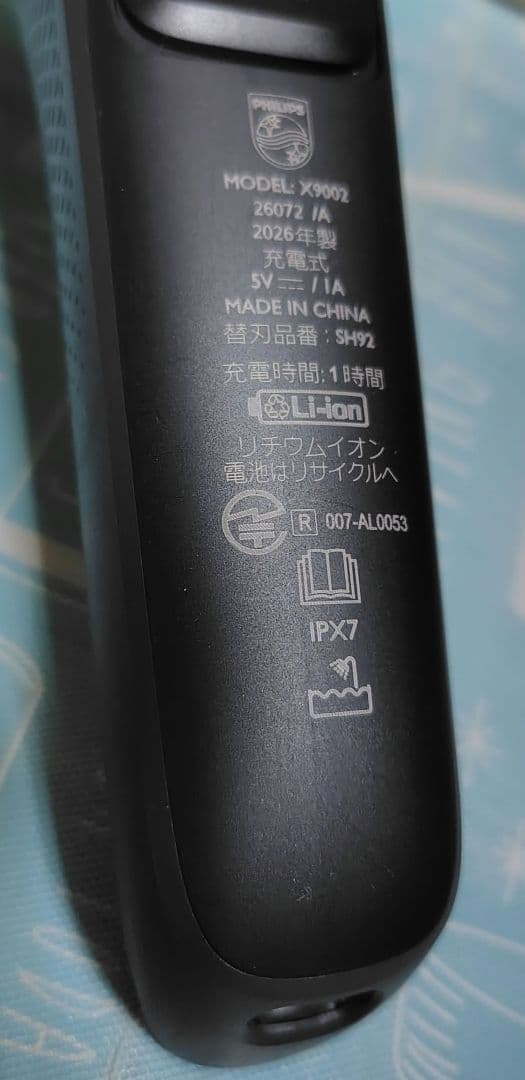 PHILIPS
MODEL: X9002
26072 /A
2026年製
充電式
5V⎓/1A
MADE IN CHINA
替刃品番：SH92
充電時間:1時間
Li-ion
リチウムイオン
電池はリサイクルへ
R 007-AL0053
IPX7